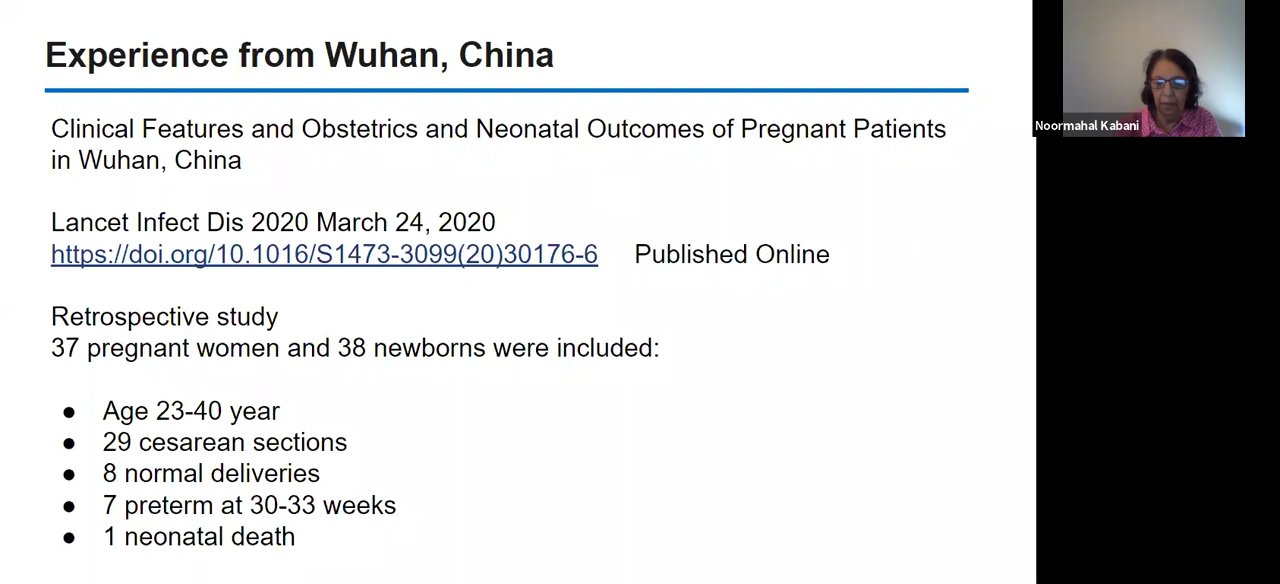 Experience from Wuhan, China
Clinical Features and Obstetrics and Neonatal Outcomes of Pregnant Patients
in Wuhan, China
Lancet Infect Dis 2020 March 24, 2020
https://doi.org/10.1016/S1473-3099(20)30176-6 Published Online
Retrospective study
37 pregnant women and 38 newborns were included:
● Age 23-40 year
● 29 cesarean sections
● 8 normal deliveries
● 7 preterm at 30-33 weeks
● 1 neonatal death
Noormahal Kabani